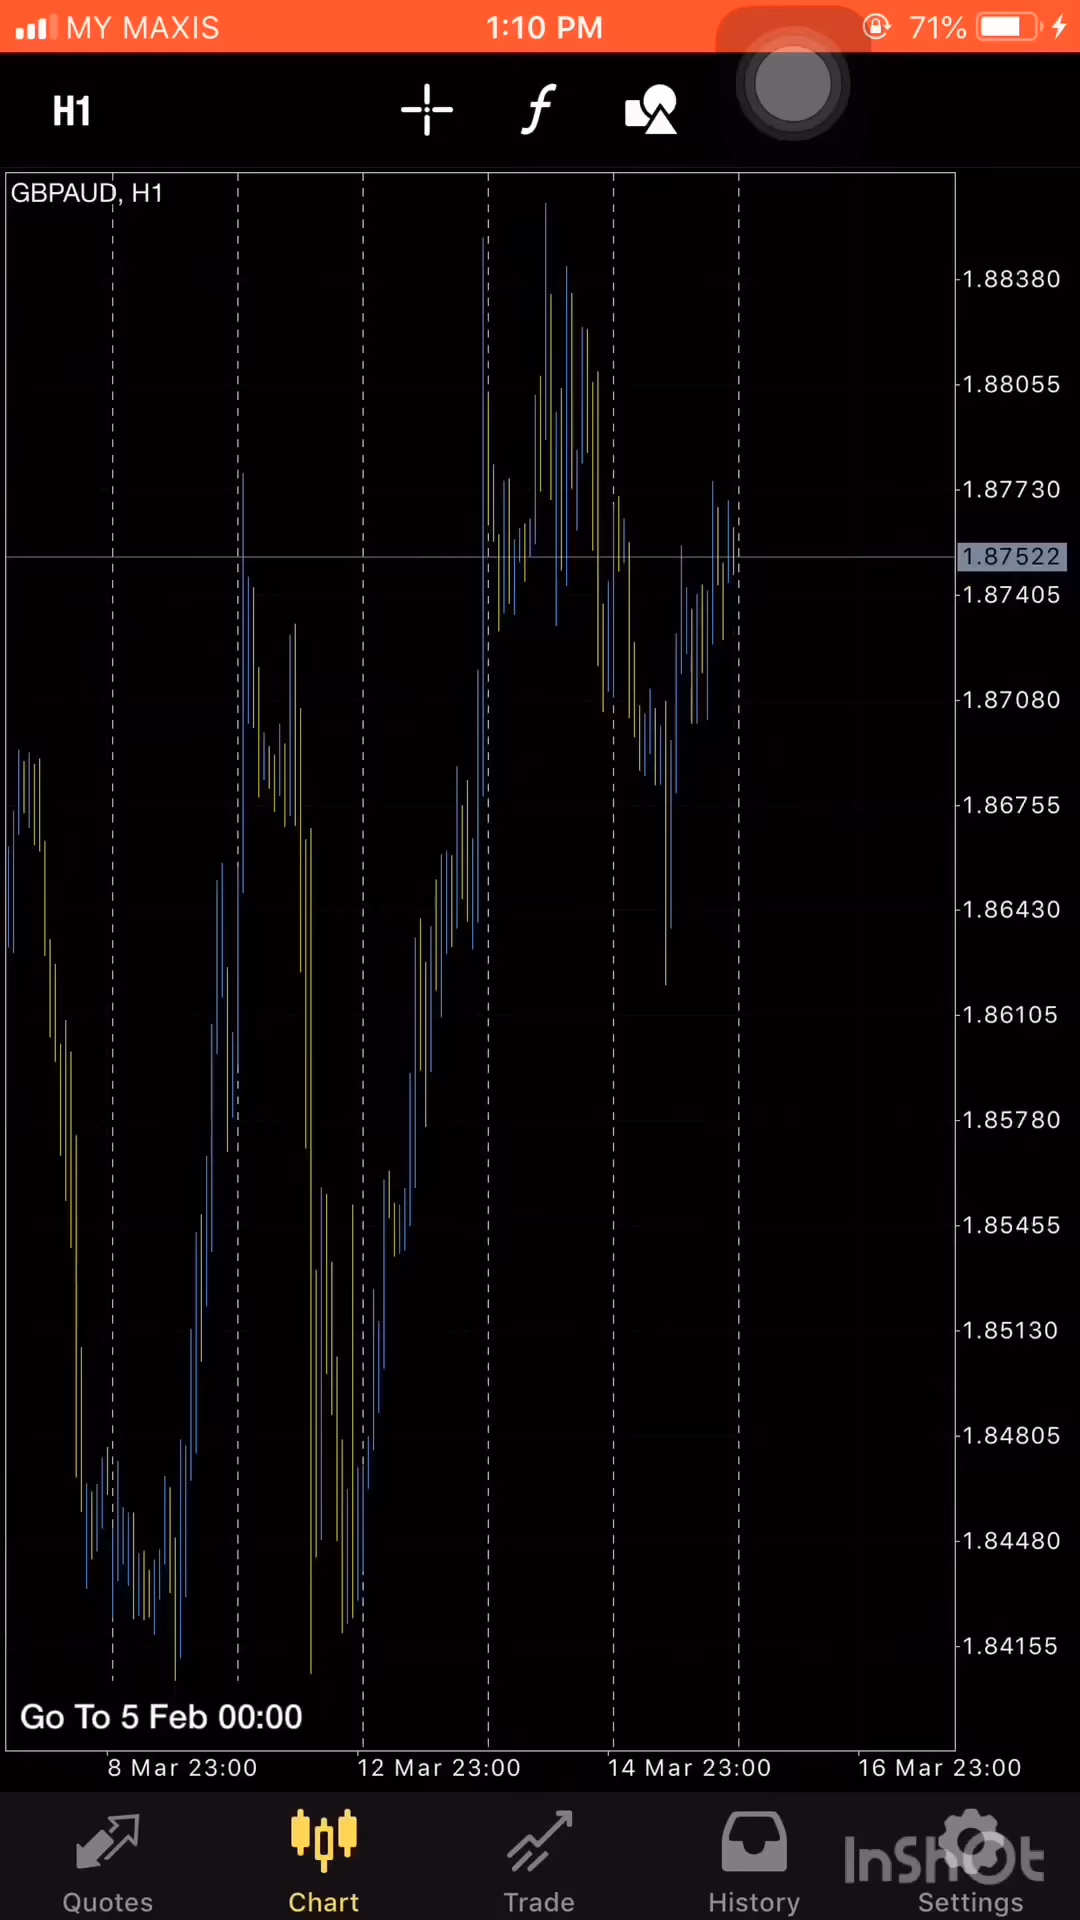 MY MAXIS 1:10 PM 71%
H1 f
GBPAUD, H1
1.88380
1.88055
1.87730
1.87522
1.87405
1.87080
1.86755
1.86430
1.86105
1.85780
1.85455
1.85130
1.84805
1.84480
1.84155
Go To 5 Feb 00:00
8 Mar 23:00 12 Mar 23:00 14 Mar 23:00 16 Mar 23:00
InShOt
Quotes Chart Trade History Settings